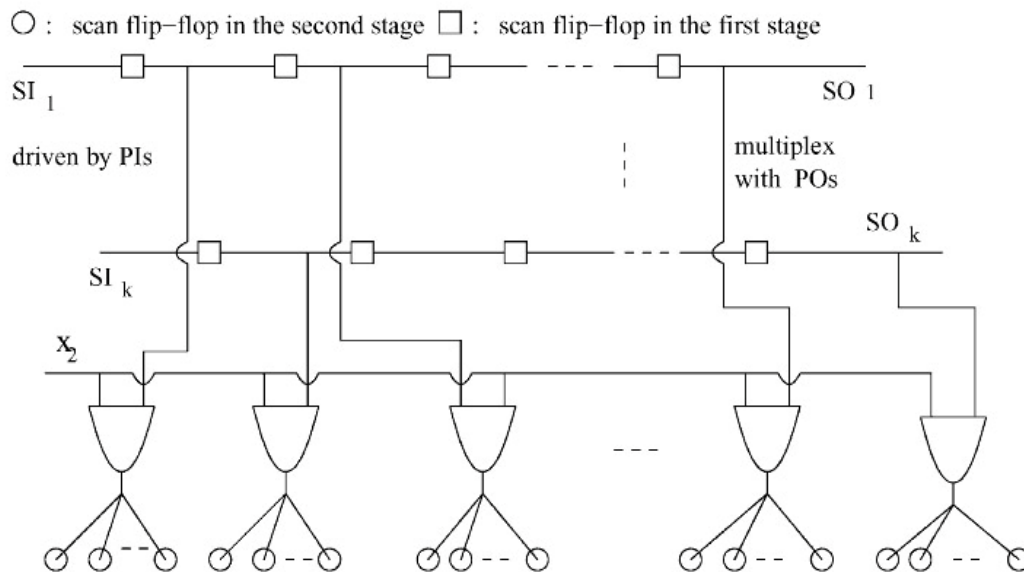 : scan flip-flop in the second stage : scan flip-flop in the first stage
SI 1
SO 1
driven by PIs
multiplex
with POs
SO k
SI k
x2